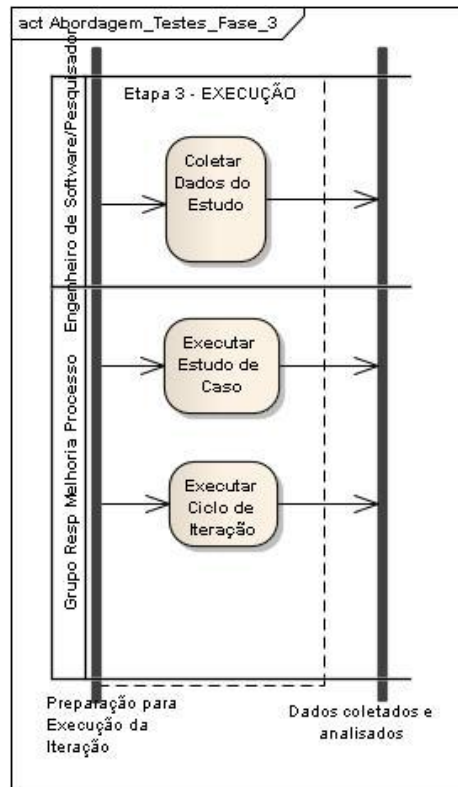 act Abordagem_Testes_Fase_3
Engenheiro de Software/Pesquisador
Etapa 3 - EXECUÇÃO
Coletar
Dados do
Estudo
Grupo Resp Melhoria Processo
Executar
Estudo de
Caso
Executar
Ciclo de
Iteração
Preparação para
Execução da
Iteração
Dados coletados e
analisados